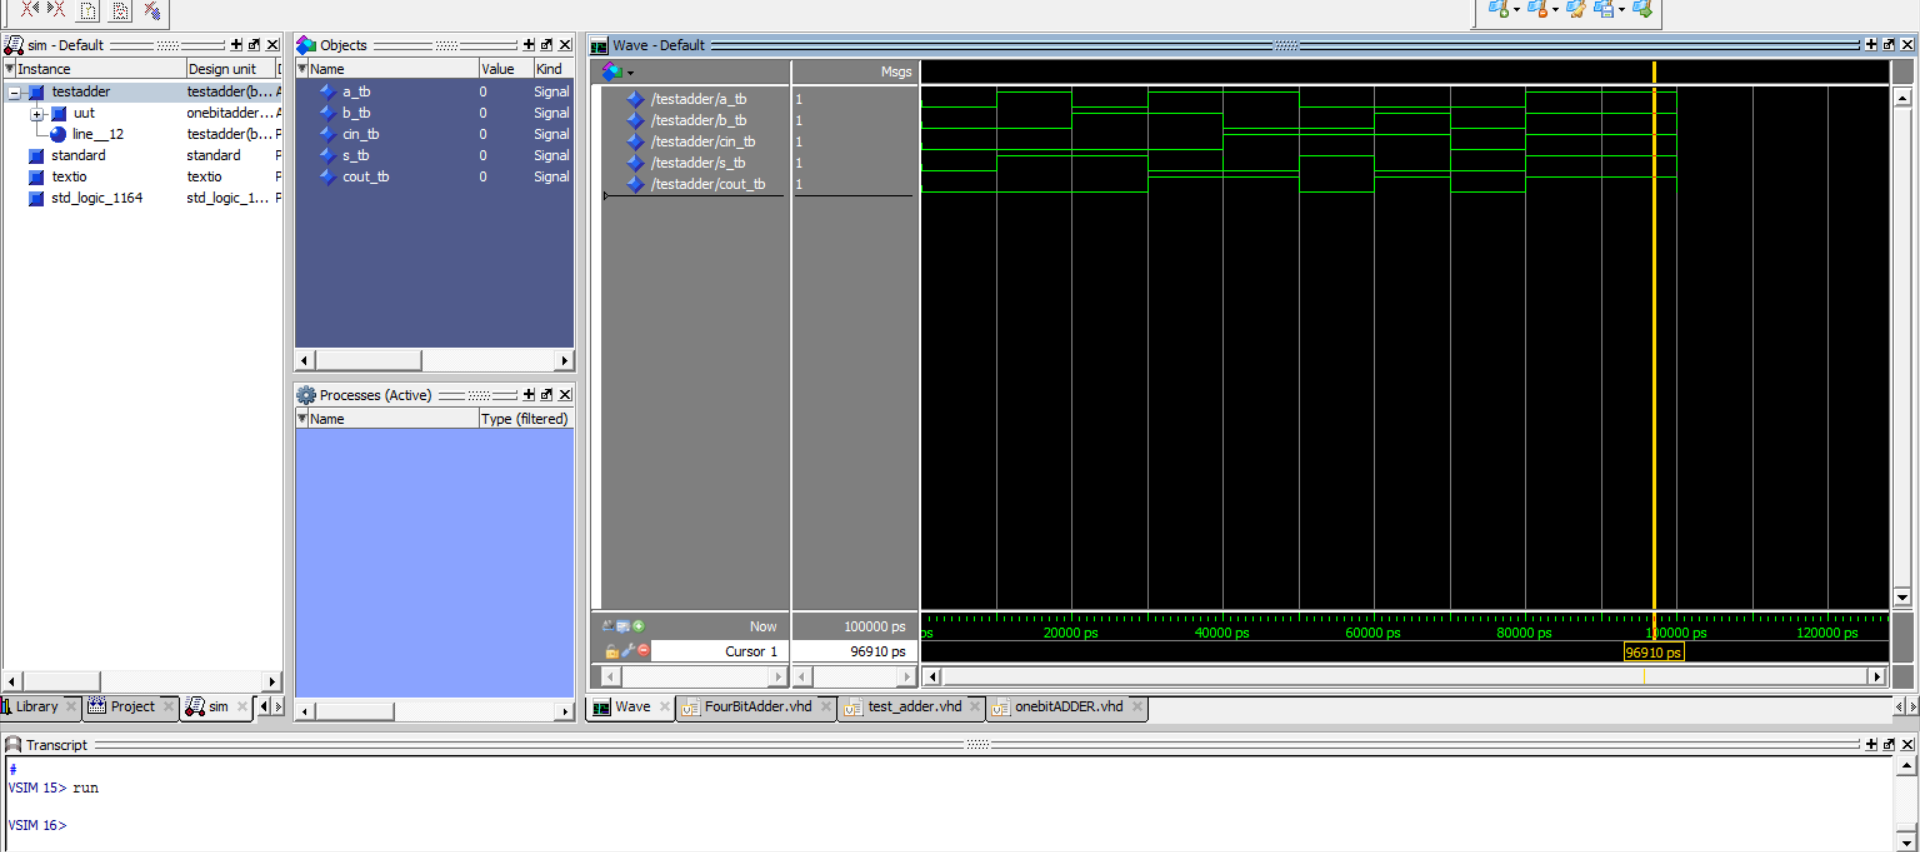 sim - Default
Instance Design unit
testadder testadder(b...
uut onebitadder...
line__12 testadder(b...
standard standard
textio textio
std_logic_1164 std_logic_1...
Library Project sim
Objects
Name Value Kind
a_tb 0 Signal
b_tb 0 Signal
cin_tb 0 Signal
s_tb 0 Signal
cout_tb 0 Signal
Processes (Active)
Name Type (filtered)
Wave - Default
Msgs
/testadder/a_tb 1
/testadder/b_tb 1
/testadder/cin_tb 1
/testadder/s_tb 1
/testadder/cout_tb 1
Now 100000 ps
ps 20000 ps 40000 ps 60000 ps 80000 ps 100000 ps 120000 ps
Cursor 1 96910 ps
96910 ps
Wave FourBitAdder.vhd test_adder.vhd onebitADDER.vhd
Transcript
#
VSIM 15> run
VSIM 16>